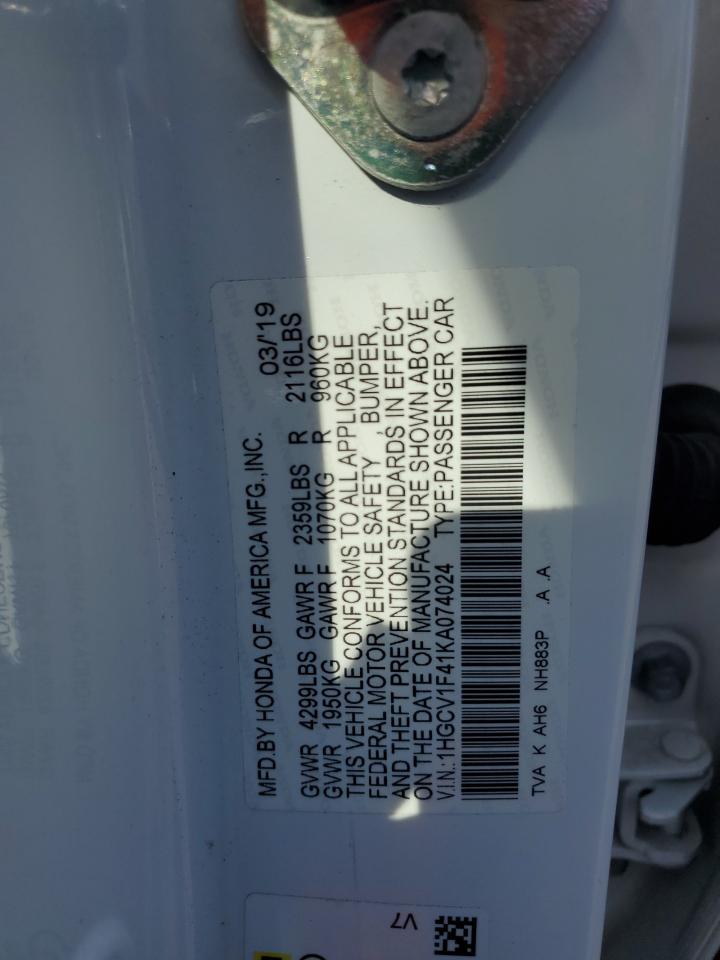 MFD.BY HONDA OF AMERICA MFG.,INC. 03/'19
GVWR 4299LBS GAWR F 2359LBS R 2116LBS
GVWR 1950KG GAWR F 1070KG R 960KG
THIS VEHICLE CONFORMS TO ALL APPLICABLE
FEDERAL MOTOR VEHICLE SAFETY , BUMPER,
AND THEFT PREVENTION STANDARDS IN EFFECT
ON THE DATE OF MANUFACTURE SHOWN ABOVE.
V.I.N.:1HGCV1F41KA074024 TYPE:PASSENGER CAR
TVA K AH6 NH883P .A .A
V7